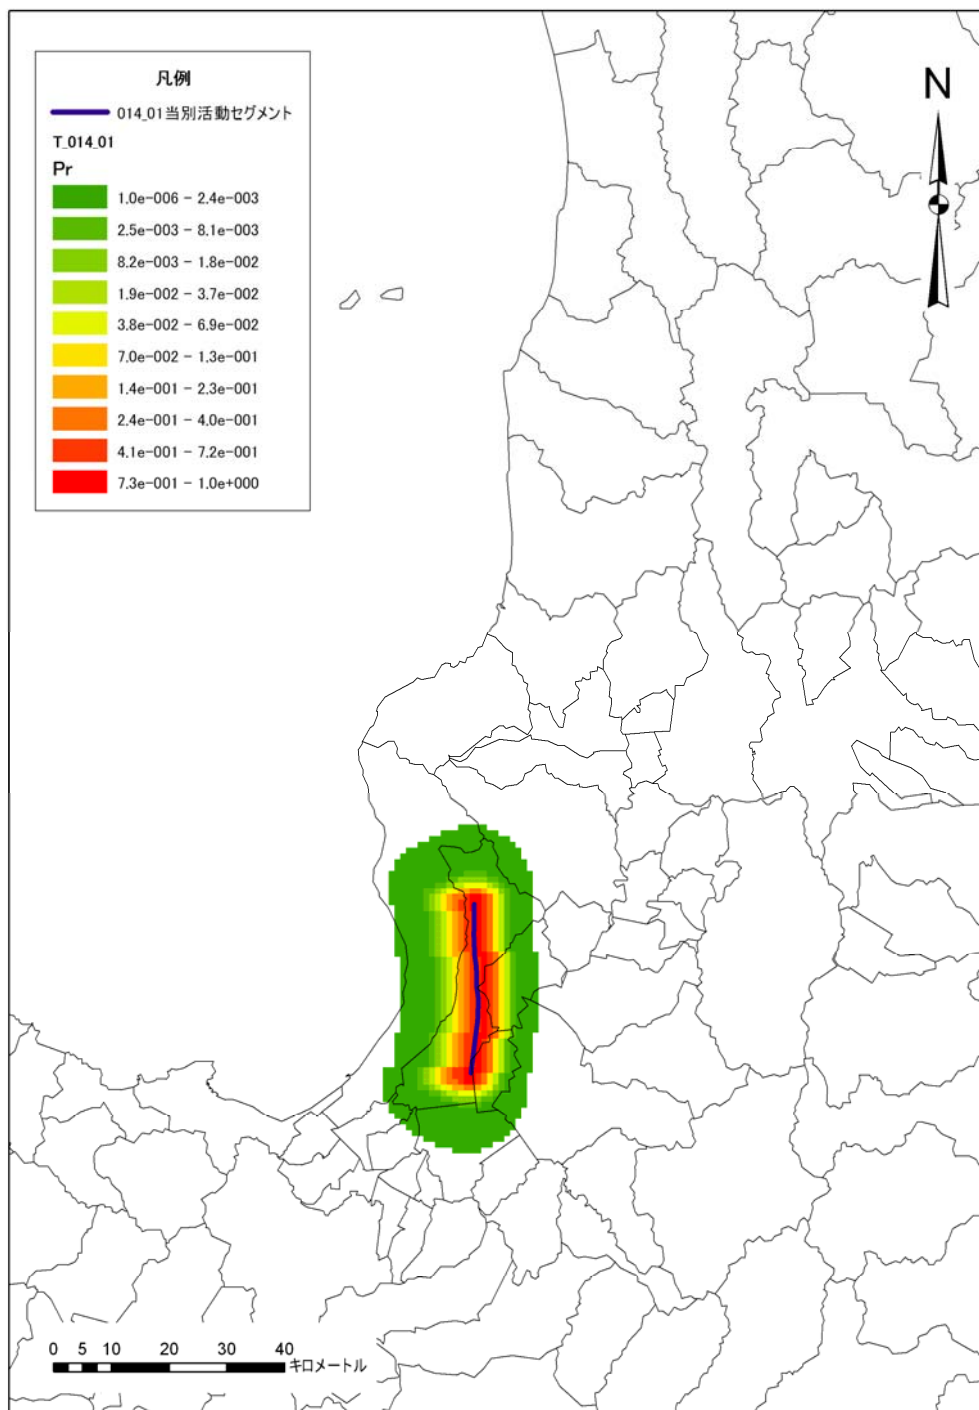 凡例
014_01当別活動セグメント
T_014_01
Pr
1.0e-006 - 2.4e-003
2.5e-003 - 8.1e-003
8.2e-003 - 1.8e-002
1.9e-002 - 3.7e-002
3.8e-002 - 6.9e-002
7.0e-002 - 1.3e-001
1.4e-001 - 2.3e-001
2.4e-001 - 4.0e-001
4.1e-001 - 7.2e-001
7.3e-001 - 1.0e+000
N
0 5 10 20 30 40
キロメートル